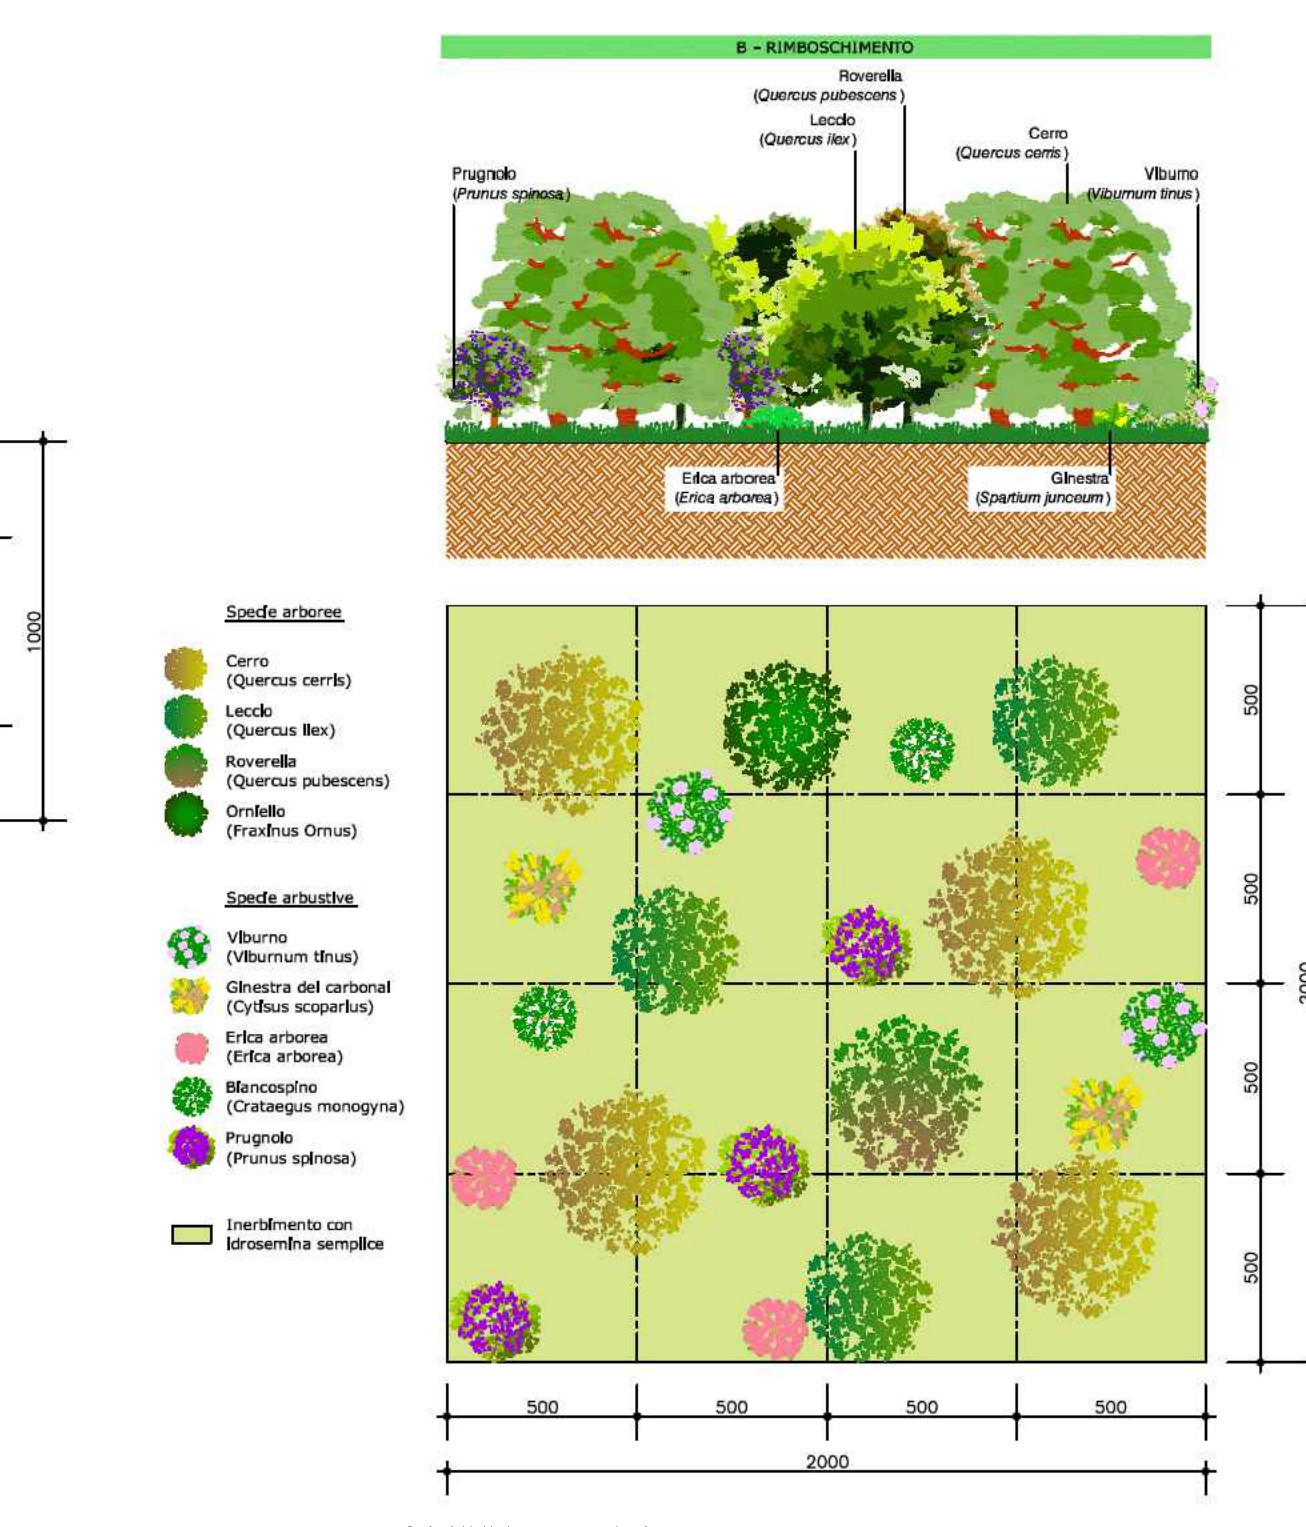 B – RIMBOSCHIMENTO
Roverella
(Quercus pubescens)
Leccio
(Quercus ilex)
Cerro
(Quercus cerris)
Prugnolo
(Prunus spinosa)
Viburno
(Viburnum tinus)
Erica arborea
(Erica arborea)
Ginestra
(Spartium junceum)
1000
Specie arboree
Cerro
(Quercus cerris)
Leccio
(Quercus ilex)
Roverella
(Quercus pubescens)
Orniello
(Fraxinus Ornus)
Specie arbustive
Viburno
(Viburnum tinus)
Ginestra del carbonai
(Cytisus scoparius)
Erica arborea
(Erica arborea)
Biancospino
(Crataegus monogyna)
Prugnolo
(Prunus spinosa)
Inerbimento con
idrosemina semplice
500
500
500
500
500
500
500
500
2000